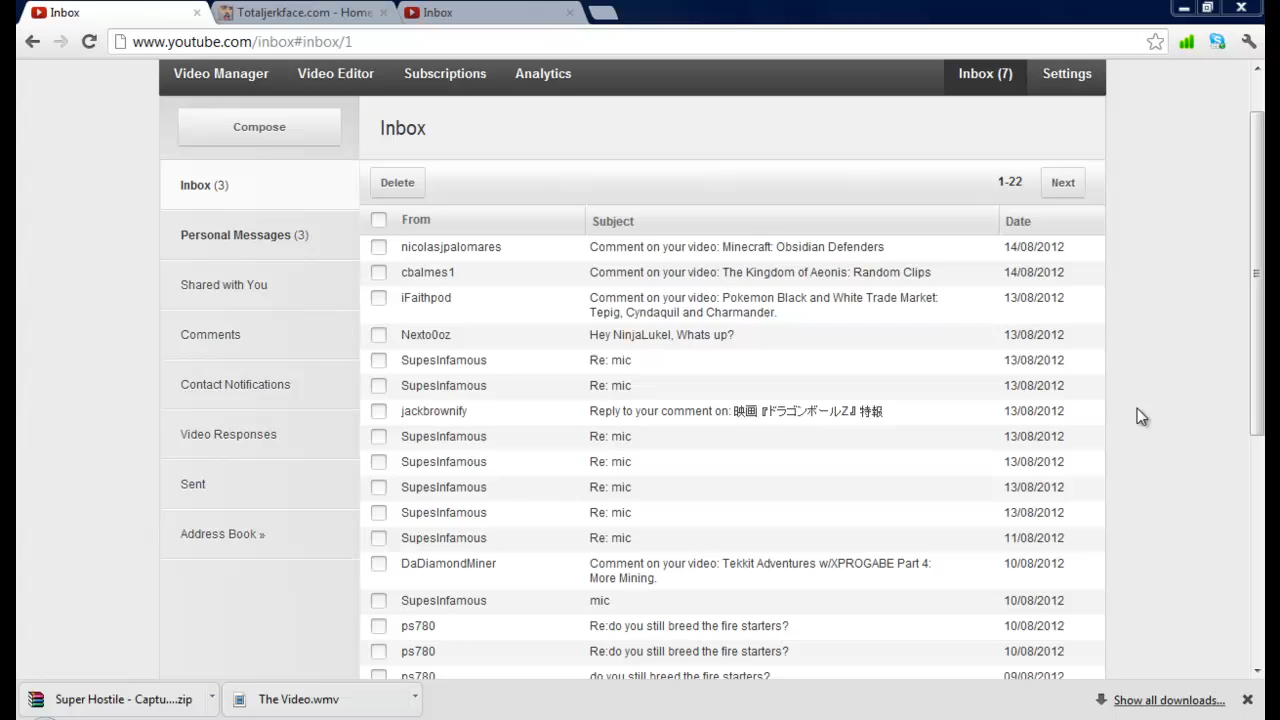 Inbox
Totaljerkface.com - Home
Inbox
www.youtube.com/inbox#inbox/1
Video Manager
Video Editor
Subscriptions
Analytics
Inbox (7)
Settings
Compose
Inbox
Inbox (3)
Personal Messages (3)
Shared with You
Comments
Contact Notifications
Video Responses
Sent
Address Book »
Delete
1-22
Next
From Subject Date
nicolasjpalomares Comment on your video: Minecraft: Obsidian Defenders 14/08/2012
cbalmes1 Comment on your video: The Kingdom of Aeonis: Random Clips 14/08/2012
iFaithpod Comment on your video: Pokemon Black and White Trade Market: 13/08/2012
Tepig, Cyndaquil and Charmander.
Nexto0oz Hey NinjaLukel, Whats up? 13/08/2012
SupesInfamous Re: mic 13/08/2012
SupesInfamous Re: mic 13/08/2012
jackbrownify Reply to your comment on: 映画『ドラゴンボールZ』特報 13/08/2012
SupesInfamous Re: mic 13/08/2012
SupesInfamous Re: mic 13/08/2012
SupesInfamous Re: mic 13/08/2012
SupesInfamous Re: mic 13/08/2012
SupesInfamous Re: mic 11/08/2012
DaDiamondMiner Comment on your video: Tekkit Adventures w/XPROGABE Part 4: 10/08/2012
More Mining.
SupesInfamous mic 10/08/2012
ps780 Re:do you still breed the fire starters? 10/08/2012
ps780 Re:do you still breed the fire starters? 10/08/2012
ps780 do you still breed the fire starters? 09/08/2012
Super Hostile - Captu....zip
The Video.wmv
Show all downloads...